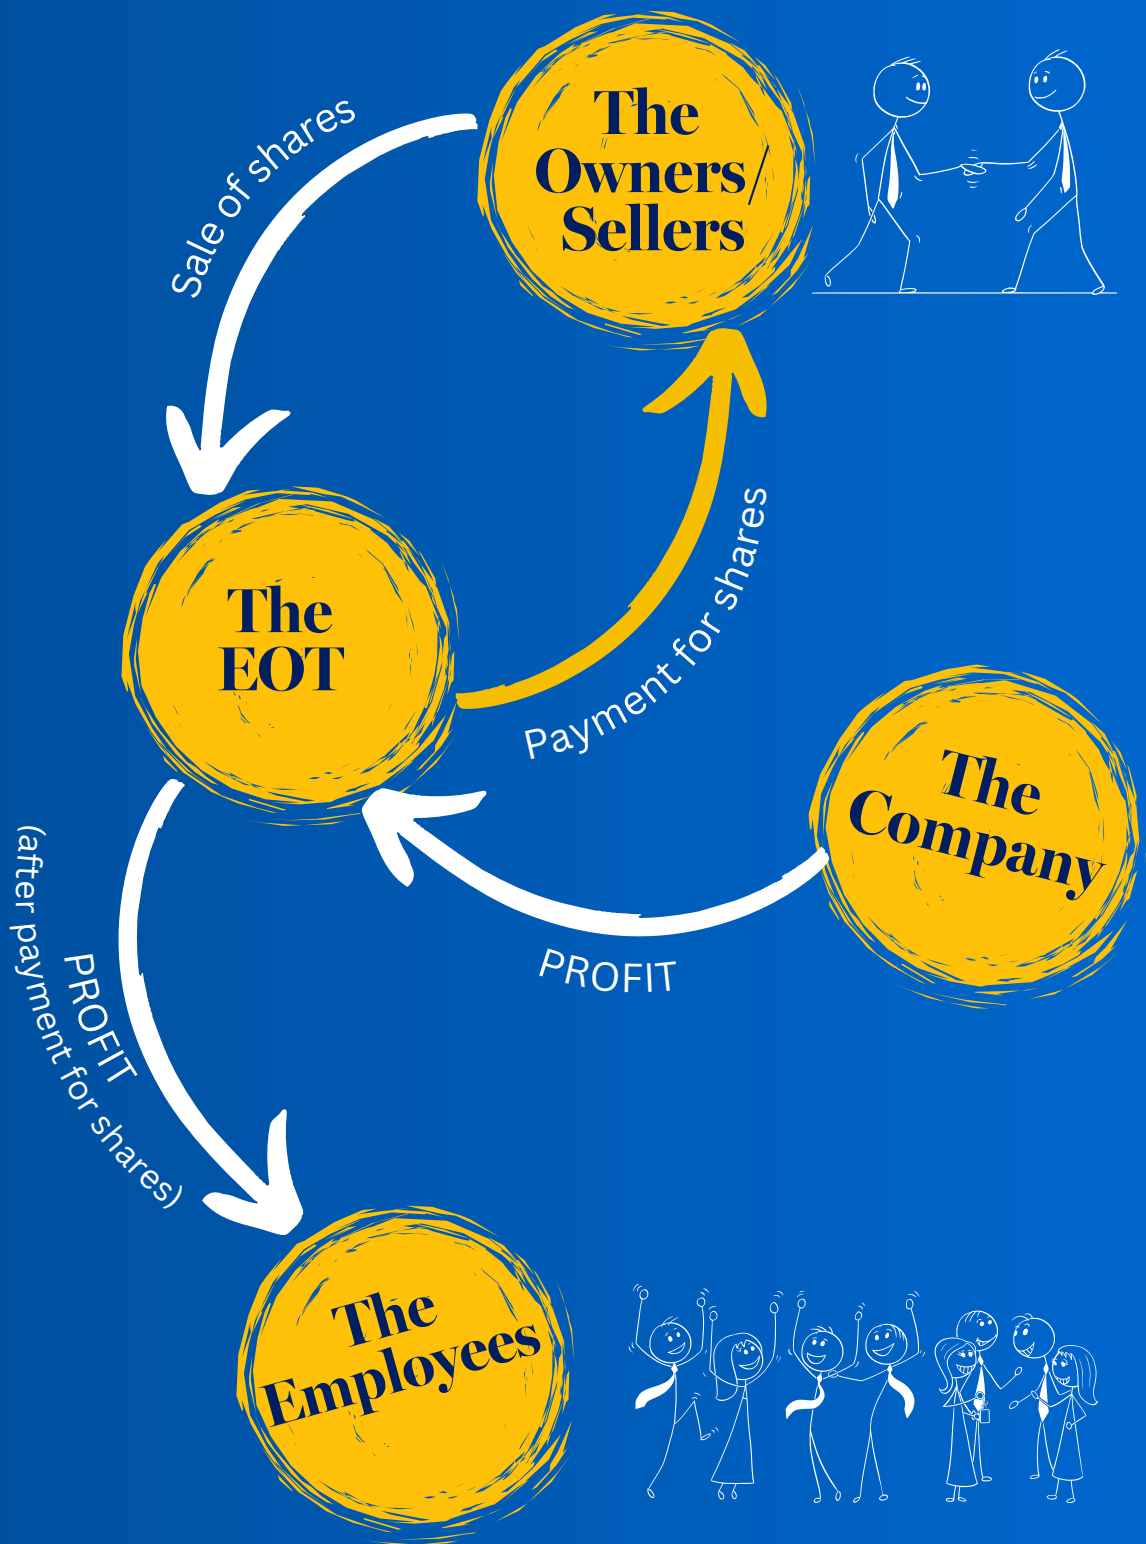 The
Owners/
Sellers
Sale of shares
The
EOT
Payment for shares
The
Company
PROFIT
PROFIT
(after payment for shares)
The
Employees